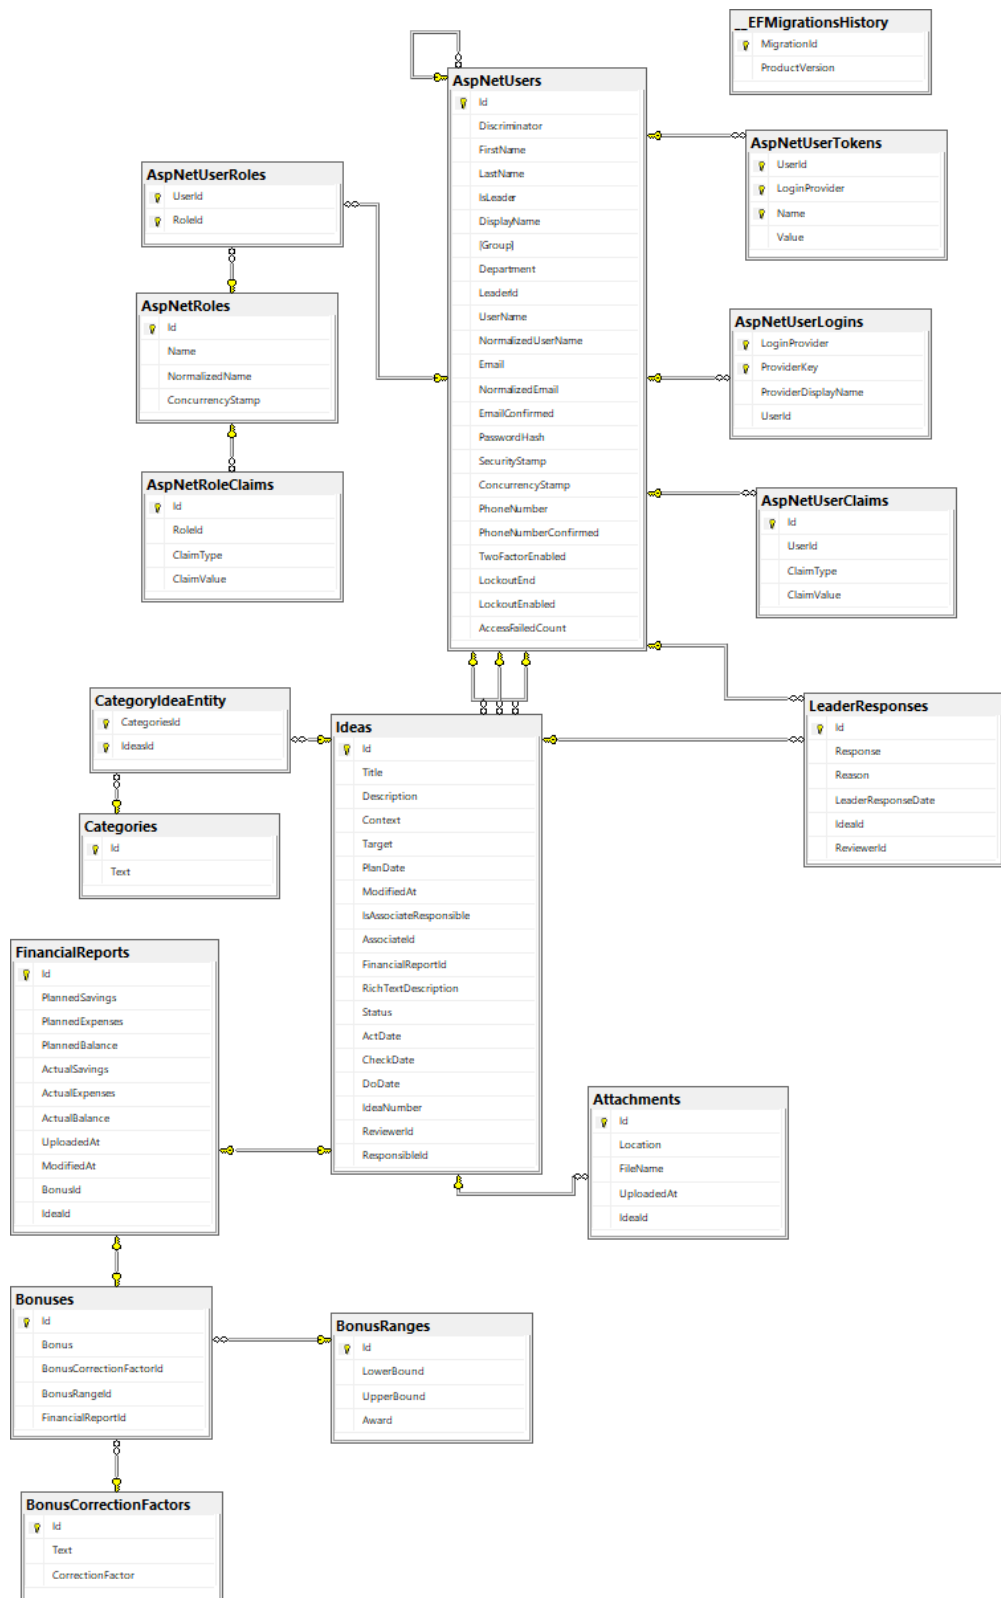 __EFMigrationsHistory
MigrationId
ProductVersion
AspNetUsers
Id
Discriminator
FirstName
LastName
IsLeader
DisplayName
[Group]
Department
LeaderId
UserName
NormalizedUserName
Email
NormalizedEmail
EmailConfirmed
PasswordHash
SecurityStamp
ConcurrencyStamp
PhoneNumber
PhoneNumberConfirmed
TwoFactorEnabled
LockoutEnd
LockoutEnabled
AccessFailedCount
AspNetUserTokens
UserId
LoginProvider
Name
Value
AspNetUserRoles
UserId
RoleId
AspNetRoles
Id
Name
NormalizedName
ConcurrencyStamp
AspNetUserLogins
LoginProvider
ProviderKey
ProviderDisplayName
UserId
AspNetRoleClaims
Id
RoleId
ClaimType
ClaimValue
AspNetUserClaims
Id
UserId
ClaimType
ClaimValue
CategoryIdeaEntity
CategoriesId
IdeasId
LeaderResponses
Id
Response
Reason
LeaderResponseDate
IdeaId
ReviewerId
Ideas
Id
Title
Description
Context
Target
PlanDate
ModifiedAt
IsAssociateResponsible
AssociateId
FinancialReportId
RichTextDescription
Status
ActDate
CheckDate
DoDate
IdeaNumber
ReviewerId
ResponsibleId
Categories
Id
Text
FinancialReports
Id
PlannedSavings
PlannedExpenses
PlannedBalance
ActualSavings
ActualExpenses
ActualBalance
UploadedAt
ModifiedAt
BonusId
IdeaId
Attachments
Id
Location
FileName
UploadedAt
IdeaId
Bonuses
Id
Bonus
BonusCorrectionFactorId
BonusRangeId
FinancialReportId
BonusRanges
Id
LowerBound
UpperBound
Award
BonusCorrectionFactors
Id
Text
CorrectionFactor